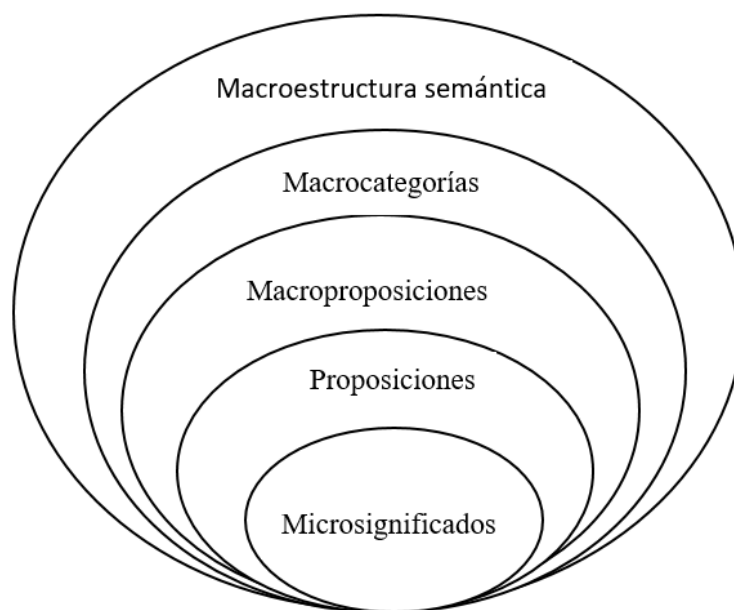 Macroestructura semántica
Macrocategorías
Macroproposiciones
Proposiciones
Microsignificados